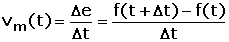 vₘ(t) = Δe/Δt = (f(t + Δt) – f(t))/Δt